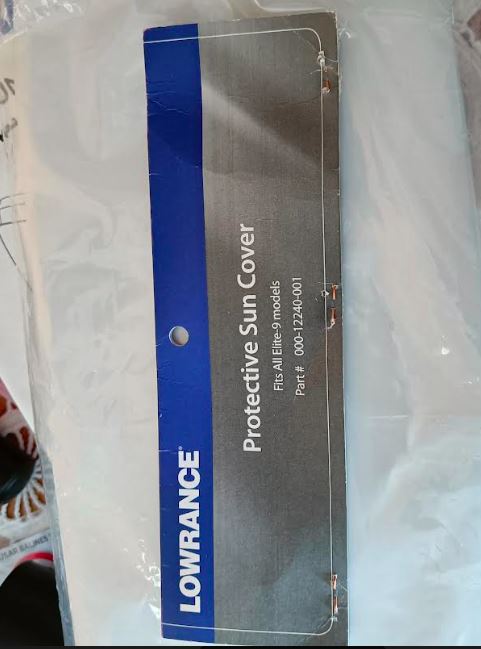 LOWRANCE®
Protective Sun Cover
Fits All Elite-9 models
Part # 000-12240-001